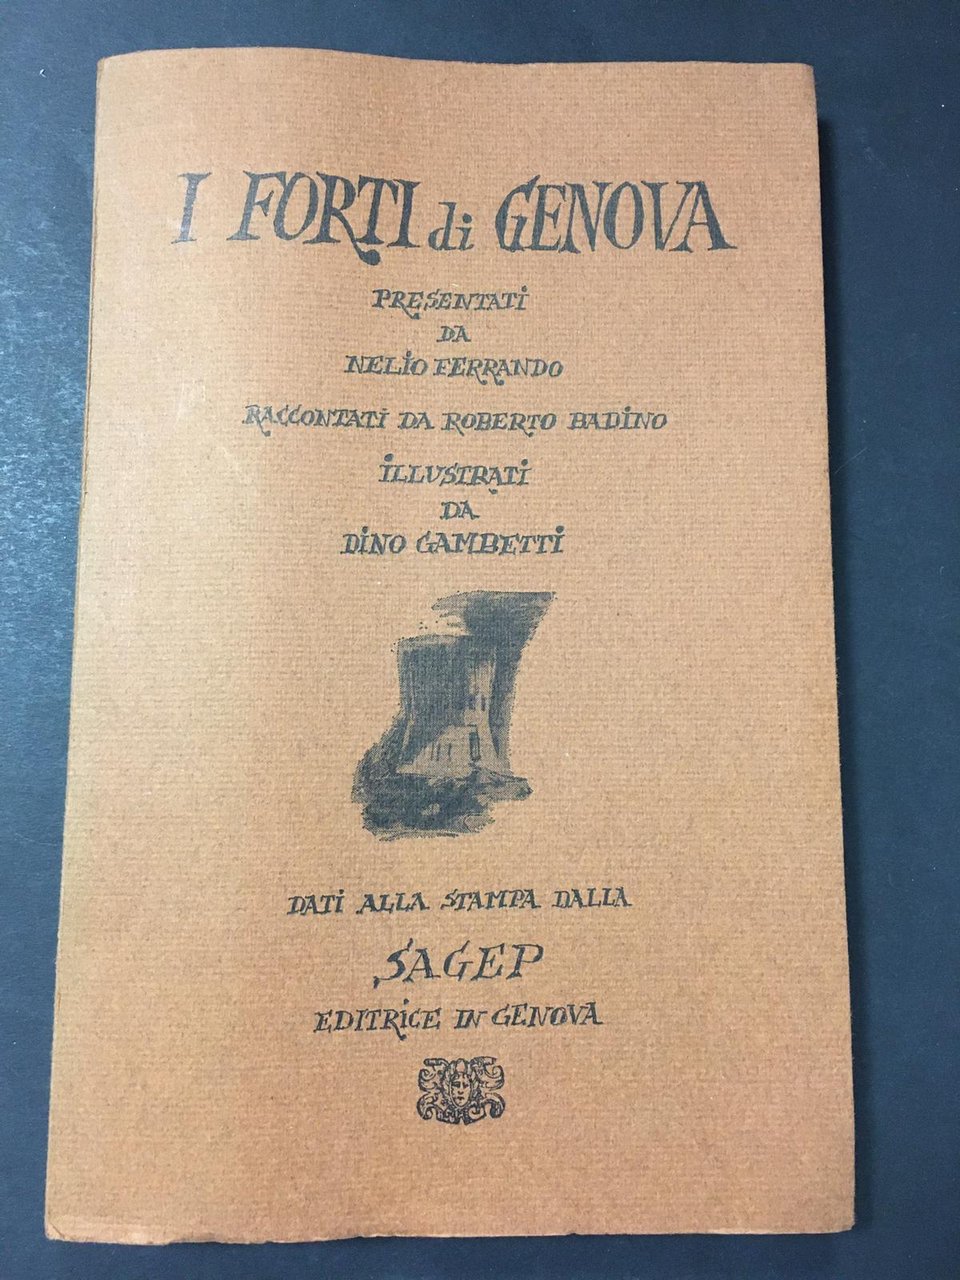 I FORTI di GENOVA
PRESENTATI
DA
NELIO FERRANDO
RACCONTATI DA ROBERTO BADINO
ILLUSTRATI
DA
DINO GAMBETTI
DATI ALLA STAMPA DALLA
SAGEP
EDITRICE IN GENOVA